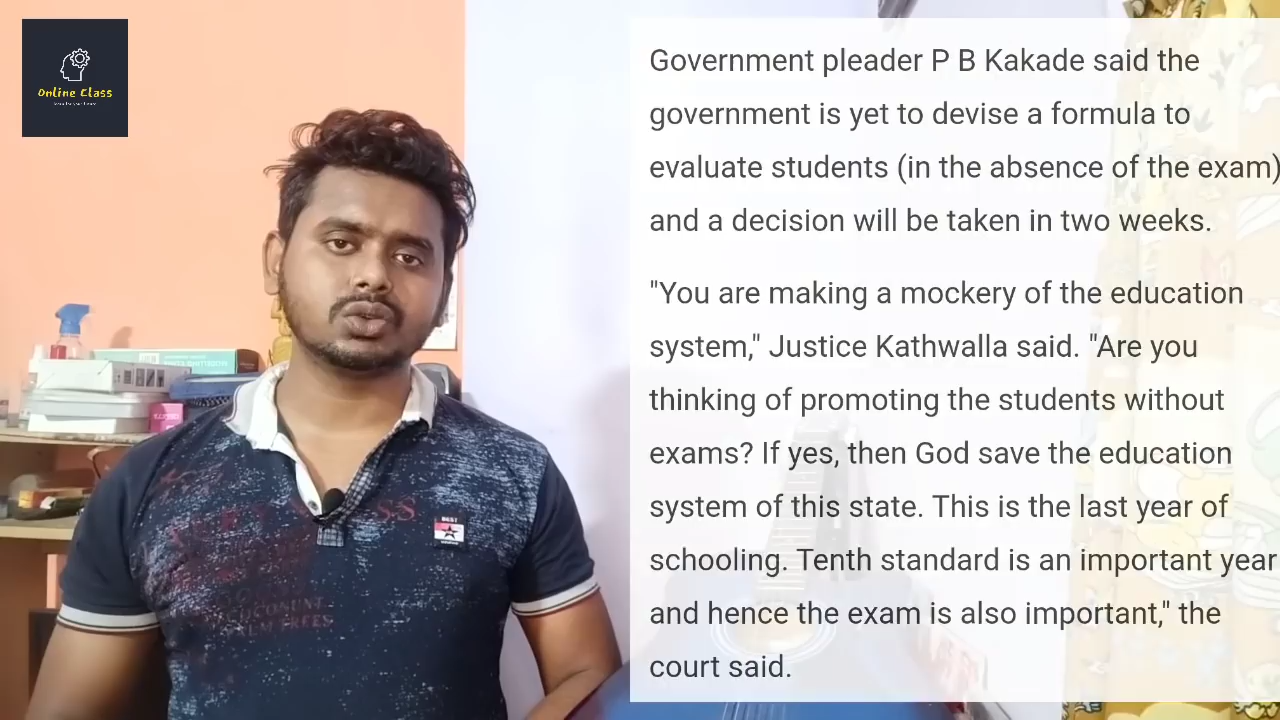 Online Class
Government pleader P B Kakade said the
government is yet to devise a formula to
evaluate students (in the absence of the exam)
and a decision will be taken in two weeks.
"You are making a mockery of the education
system," Justice Kathwalla said. "Are you
thinking of promoting the students without
exams? If yes, then God save the education
system of this state. This is the last year of
schooling. Tenth standard is an important year
and hence the exam is also important," the
court said.
S-S
BEST